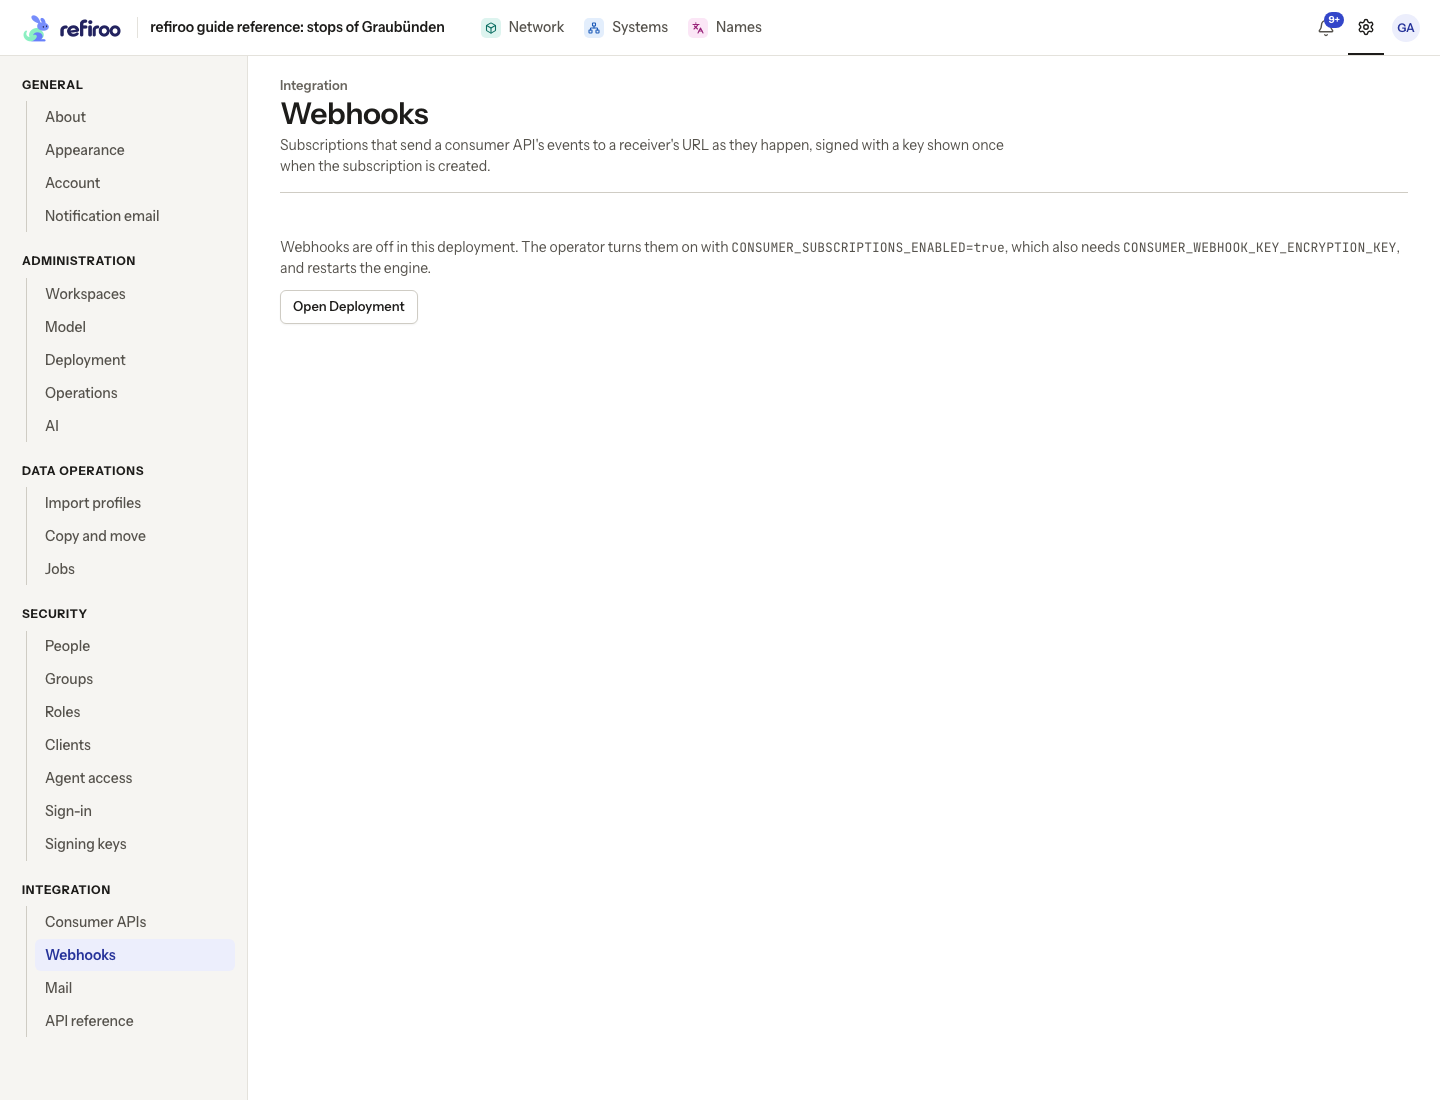 refiroo
refiroo guide reference: stops of Graubünden
Network
Systems
Names
9+
GA
GENERAL
About
Appearance
Account
Notification email
ADMINISTRATION
Workspaces
Model
Deployment
Operations
AI
DATA OPERATIONS
Import profiles
Copy and move
Jobs
SECURITY
People
Groups
Roles
Clients
Agent access
Sign-in
Signing keys
INTEGRATION
Consumer APIs
Webhooks
Mail
API reference
Integration
Webhooks
Subscriptions that send a consumer API's events to a receiver's URL as they happen, signed with a key shown once
when the subscription is created.
Webhooks are off in this deployment. The operator turns them on with CONSUMER_SUBSCRIPTIONS_ENABLED=true, which also needs CONSUMER_WEBHOOK_KEY_ENCRYPTION_KEY,
and restarts the engine.
Open Deployment